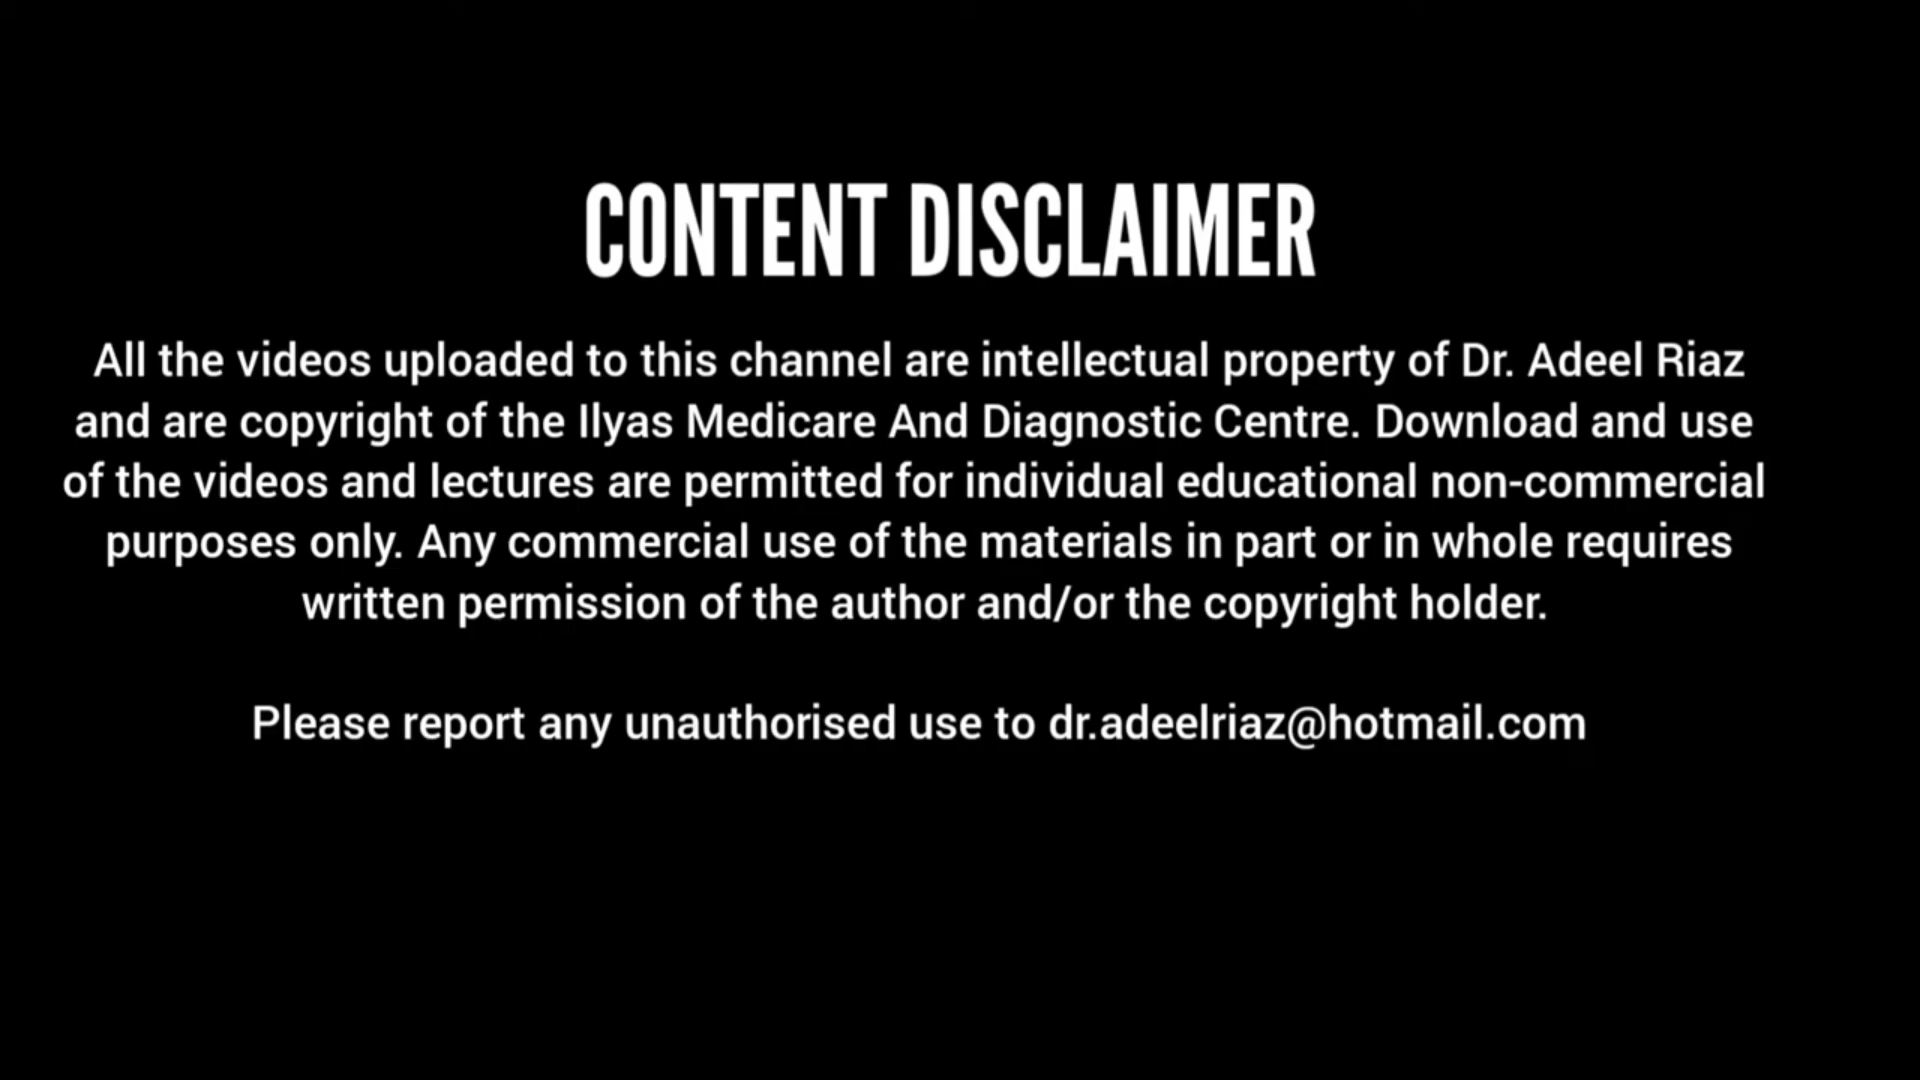 CONTENT DISCLAIMER
All the videos uploaded to this channel are intellectual property of Dr. Adeel Riaz
and are copyright of the Ilyas Medicare And Diagnostic Centre. Download and use
of the videos and lectures are permitted for individual educational non-commercial
purposes only. Any commercial use of the materials in part or in whole requires
written permission of the author and/or the copyright holder.
Please report any unauthorised use to dr.adeelriaz@hotmail.com